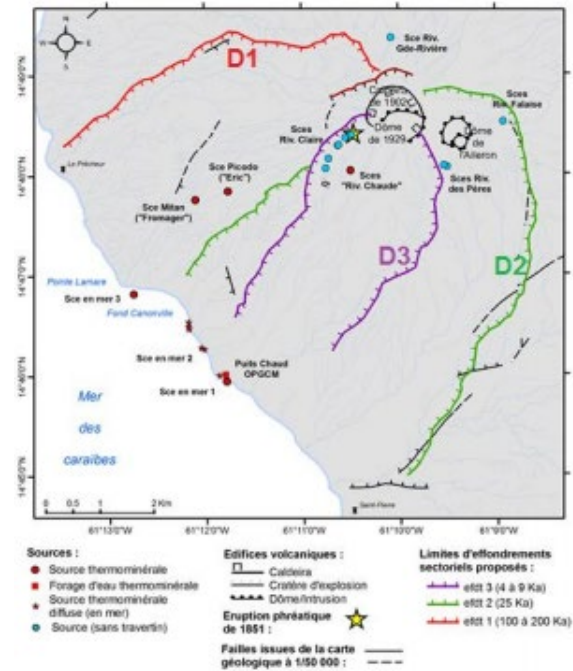 N
W
E
S
D1
Sce Riv.
Gde-Rivière
de 1902
Dôme
de 1929
Sces
Riv. Falaise
Dôme
de
l'Aileron
Sces
Riv. Claire
Le Prêcheur
Sce Picodo
("Eric")
Sces
"Riv. Chaude"
Sces Riv.
des Pères
Sce Mitan
("Fromager")
D3
D2
Pointe Lamare
Sce en mer 3
Fond Canonville
Sce en mer 2
Puits Chaud
OPGCM
Sce en mer 1
Mer
des
caraïbes
0 0.5 1 2 Km
Saint-Pierre
14°49'0"N
14°48'0"N
14°47'0"N
14°46'0"N
14°45'0"N
61°13'0"W 61°12'0"W 61°11'0"W 61°10'0"W 61°9'0"W
Sources :
Source thermominérale
Forage d'eau thermominérale
Source thermominérale
diffuse (en mer)
Source (sans travertin)
Edifices volcaniques :
Caldeira
Cratère d'explosion
Dôme/Intrusion
Eruption phréatique
de 1851 :
Failles issues de la carte
géologique à 1/50 000 :
Limites d'effondrements
sectoriels proposés :
efdt 3 (4 à 9 Ka)
efdt 2 (25 Ka)
efdt 1 (100 à 200 Ka)